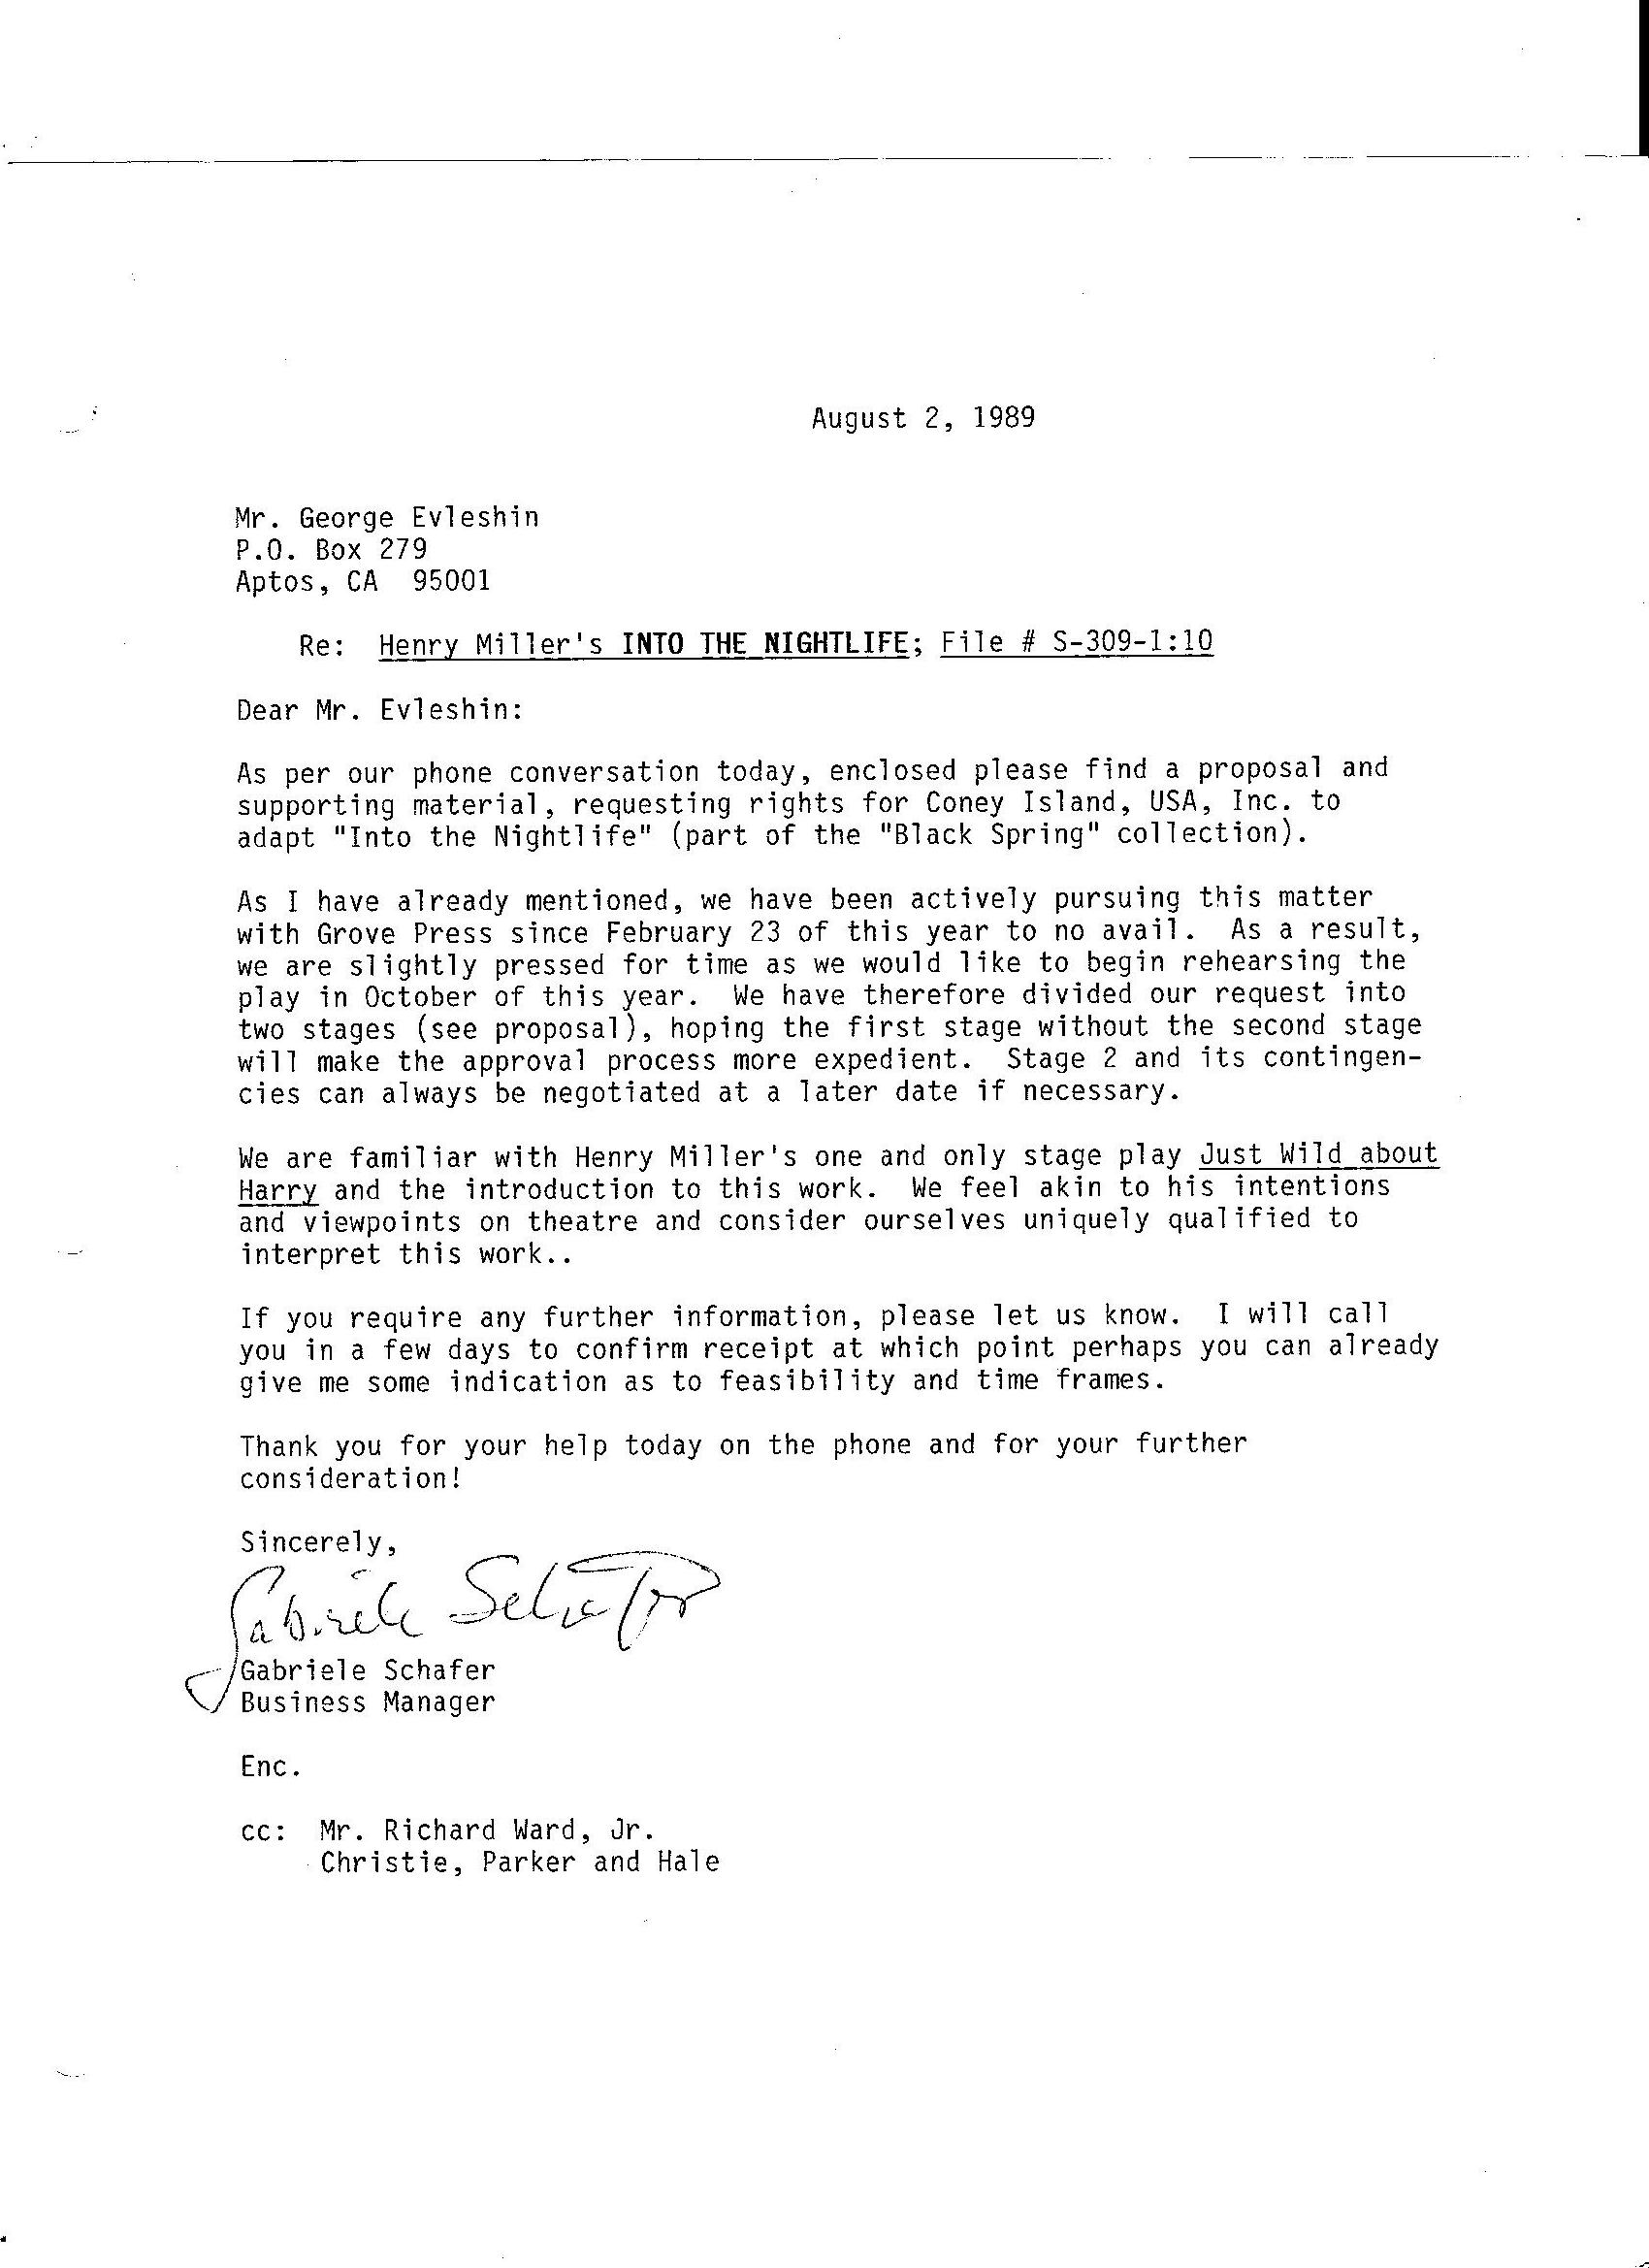 August 2, 1989
Mr. George Evleshin
P.O. Box 279
Aptos, CA  95001
Re:  Henry Miller's INTO THE NIGHTLIFE; File # S-309-1:10
Dear Mr. Evleshin:
As per our phone conversation today, enclosed please find a proposal and
supporting material, requesting rights for Coney Island, USA, Inc. to
adapt "Into the Nightlife" (part of the "Black Spring" collection).
As I have already mentioned, we have been actively pursuing this matter
with Grove Press since February 23 of this year to no avail.  As a result,
we are slightly pressed for time as we would like to begin rehearsing the
play in October of this year.  We have therefore divided our request into
two stages (see proposal), hoping the first stage without the second stage
will make the approval process more expedient.  Stage 2 and its contingen-
cies can always be negotiated at a later date if necessary.
We are familiar with Henry Miller's one and only stage play Just Wild about
Harry and the introduction to this work.  We feel akin to his intentions
and viewpoints on theatre and consider ourselves uniquely qualified to
interpret this work..
If you require any further information, please let us know.  I will call
you in a few days to confirm receipt at which point perhaps you can already
give me some indication as to feasibility and time frames.
Thank you for your help today on the phone and for your further
consideration!
Sincerely,
Gabriele Schafer
Gabriele Schafer
Business Manager
Enc.
cc:  Mr. Richard Ward, Jr.
Christie, Parker and Hale